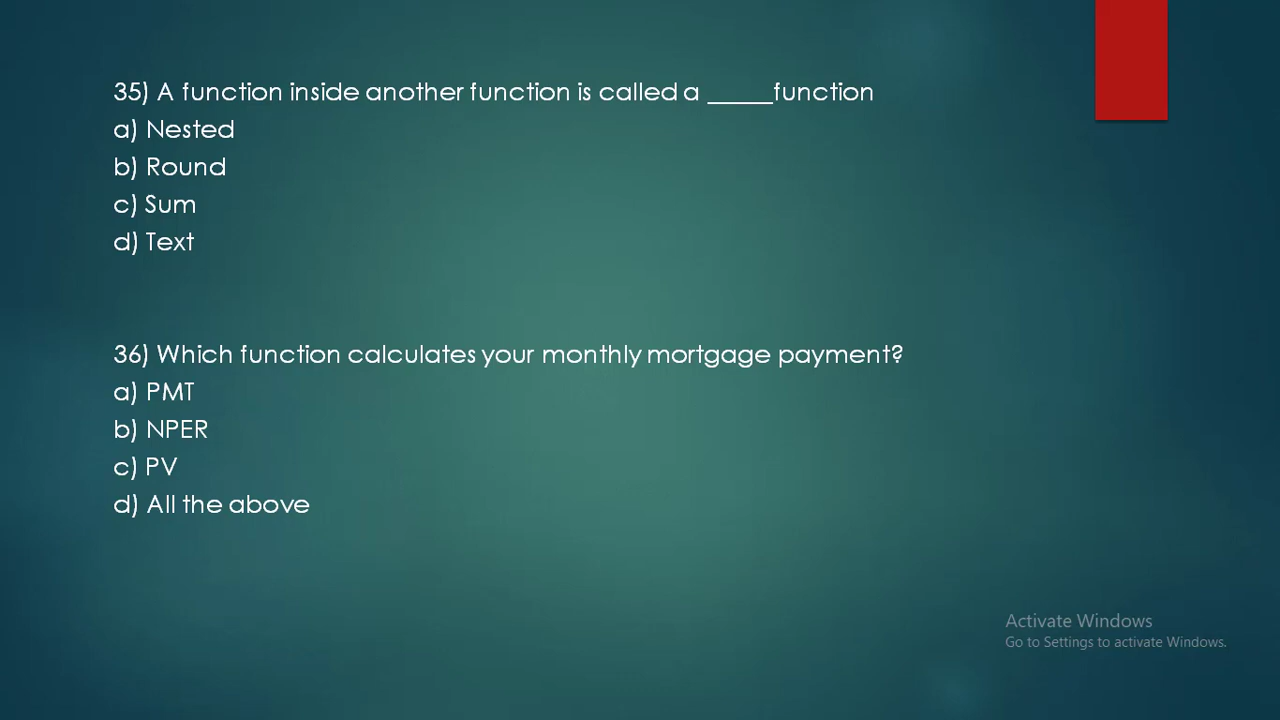 35) A function inside another function is called a _____function
a) Nested
b) Round
c) Sum
d) Text
36) Which function calculates your monthly mortgage payment?
a) PMT
b) NPER
c) PV
d) All the above
Activate Windows
Go to Settings to activate Windows.